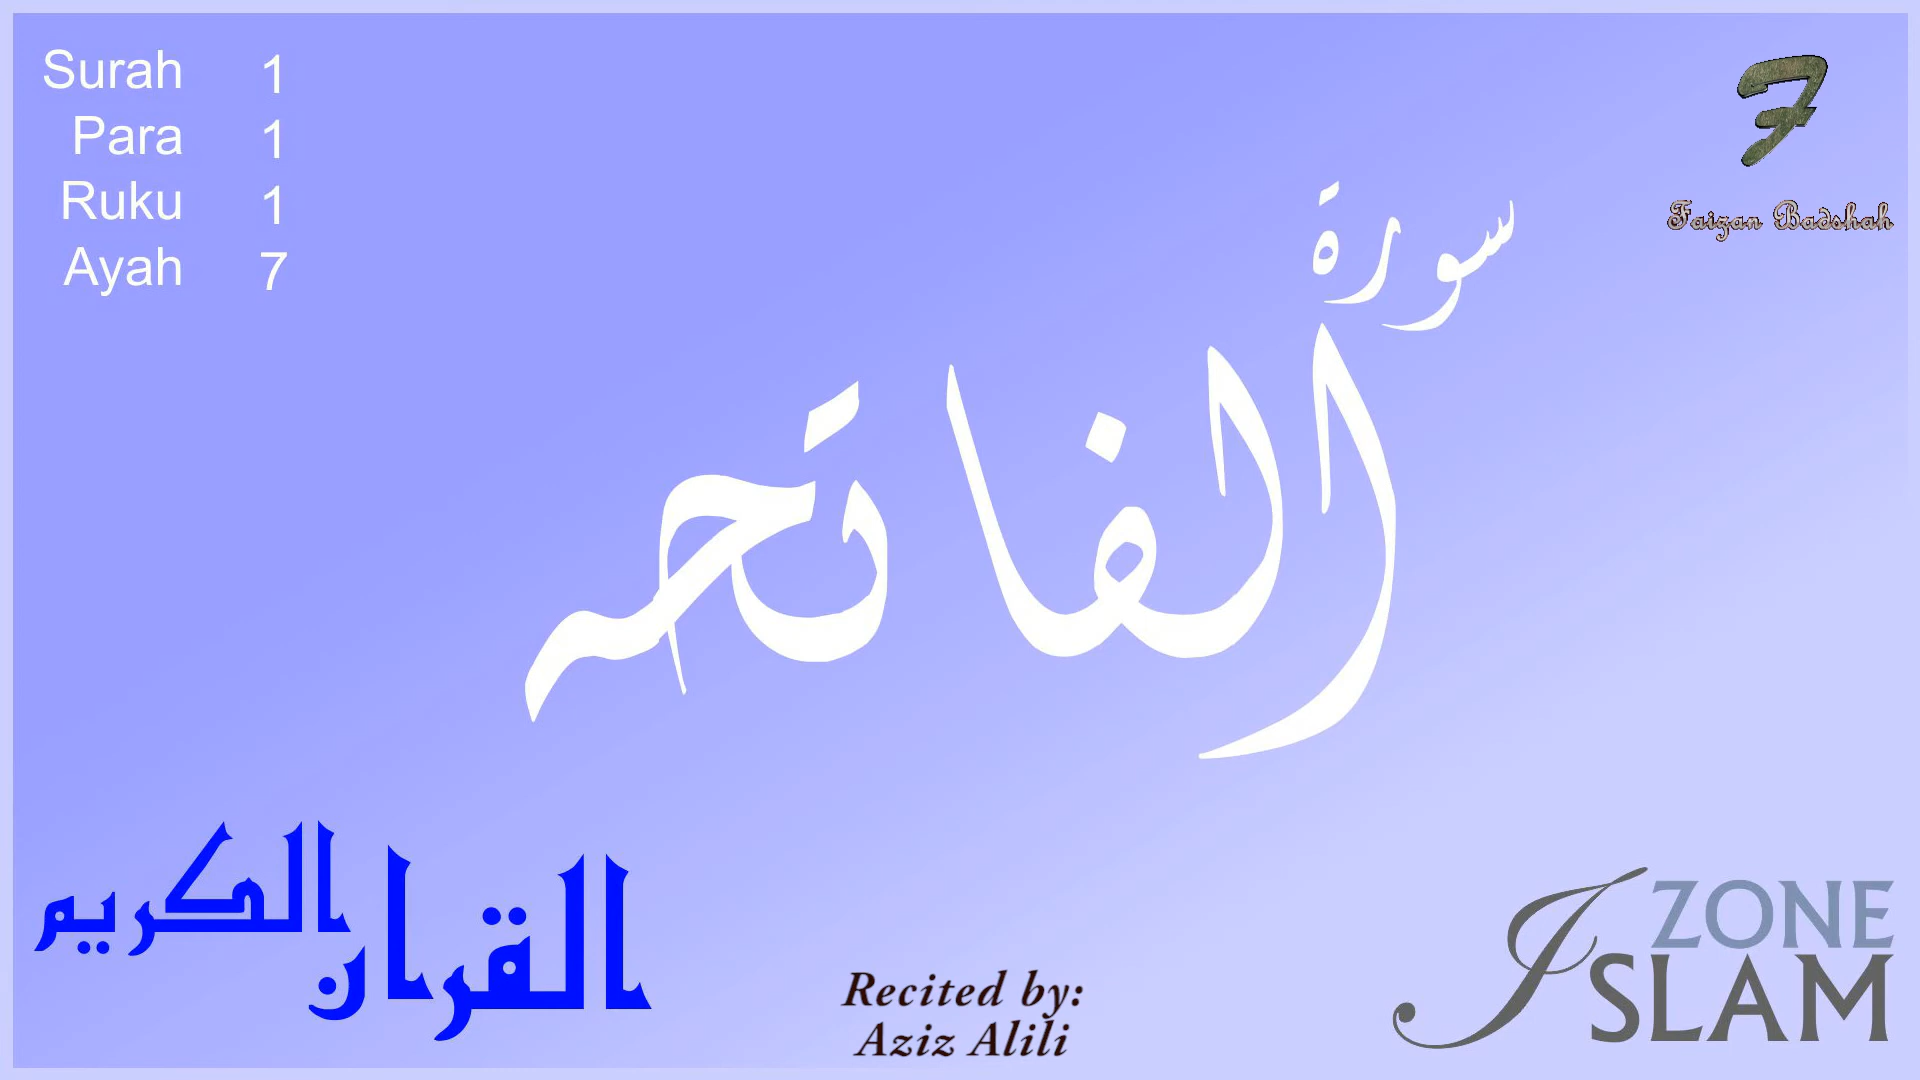 Surah 1
Para 1
Ruku 1
Ayah 7
F
Faizan Badshah
سورة
الفاتحہ
القران
الكريم
Recited by:
Aziz Alili
ZONE
ISLAM